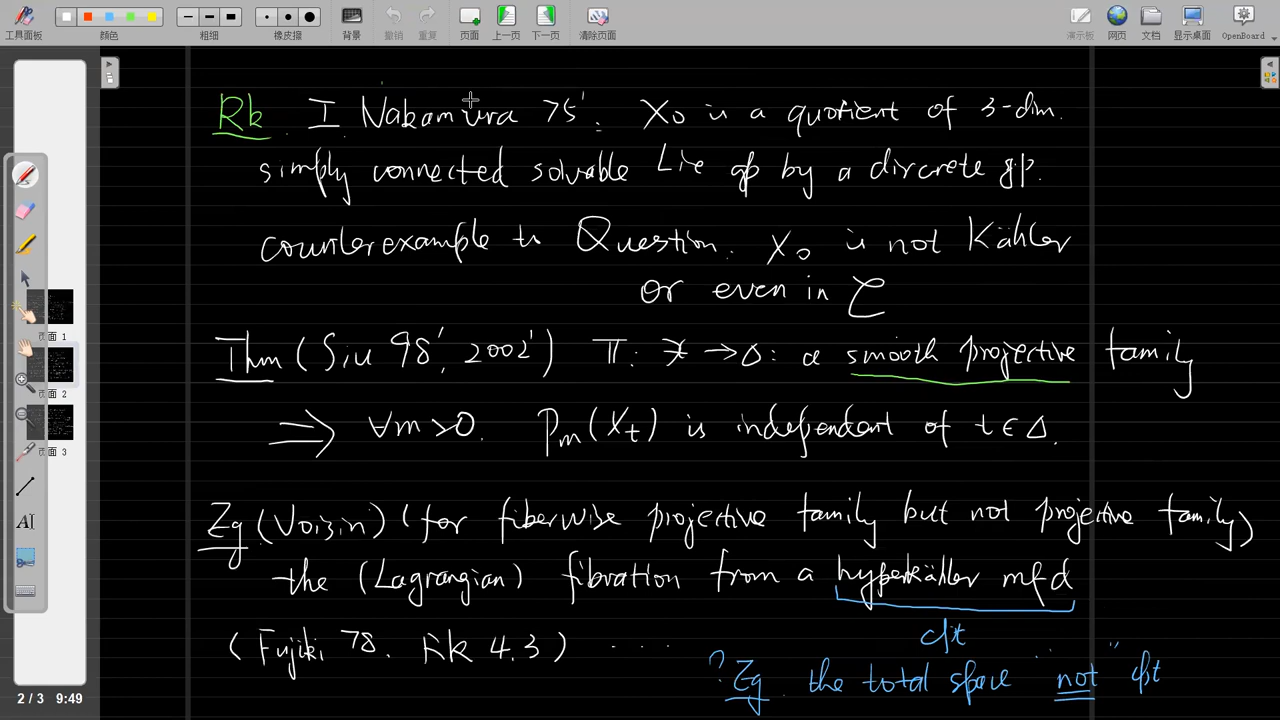 工具面板 颜色 粗细 橡皮擦 背景 撤销 重复 页面 上一页 下一页 清除页面 演示板 网页 文档 显示桌面 OpenBoard
Rk. I Nakamura 75': X₀ is a quotient of 3-dim.
simply connected solvable Lie gp by a discrete gp.
counterexample to Question. X₀ is not Kähler
or even in 𝒞
Thm (Siu 98', 2002') π: 𝒳 → Δ: a smooth projective family
⟹ ∀m>0. Pm(Xt) is independant of t ∈ Δ.
Eg (Voisin) (for fiberwise projective family but not projective family)
the (Lagrangian) fibration from a hyperkähler mfd
cpt
(Fujiki 78. Rk 4.3) ....
? Eg. the total space "not" cpt
页面 1
页面 2
页面 3
2 / 3 9:49